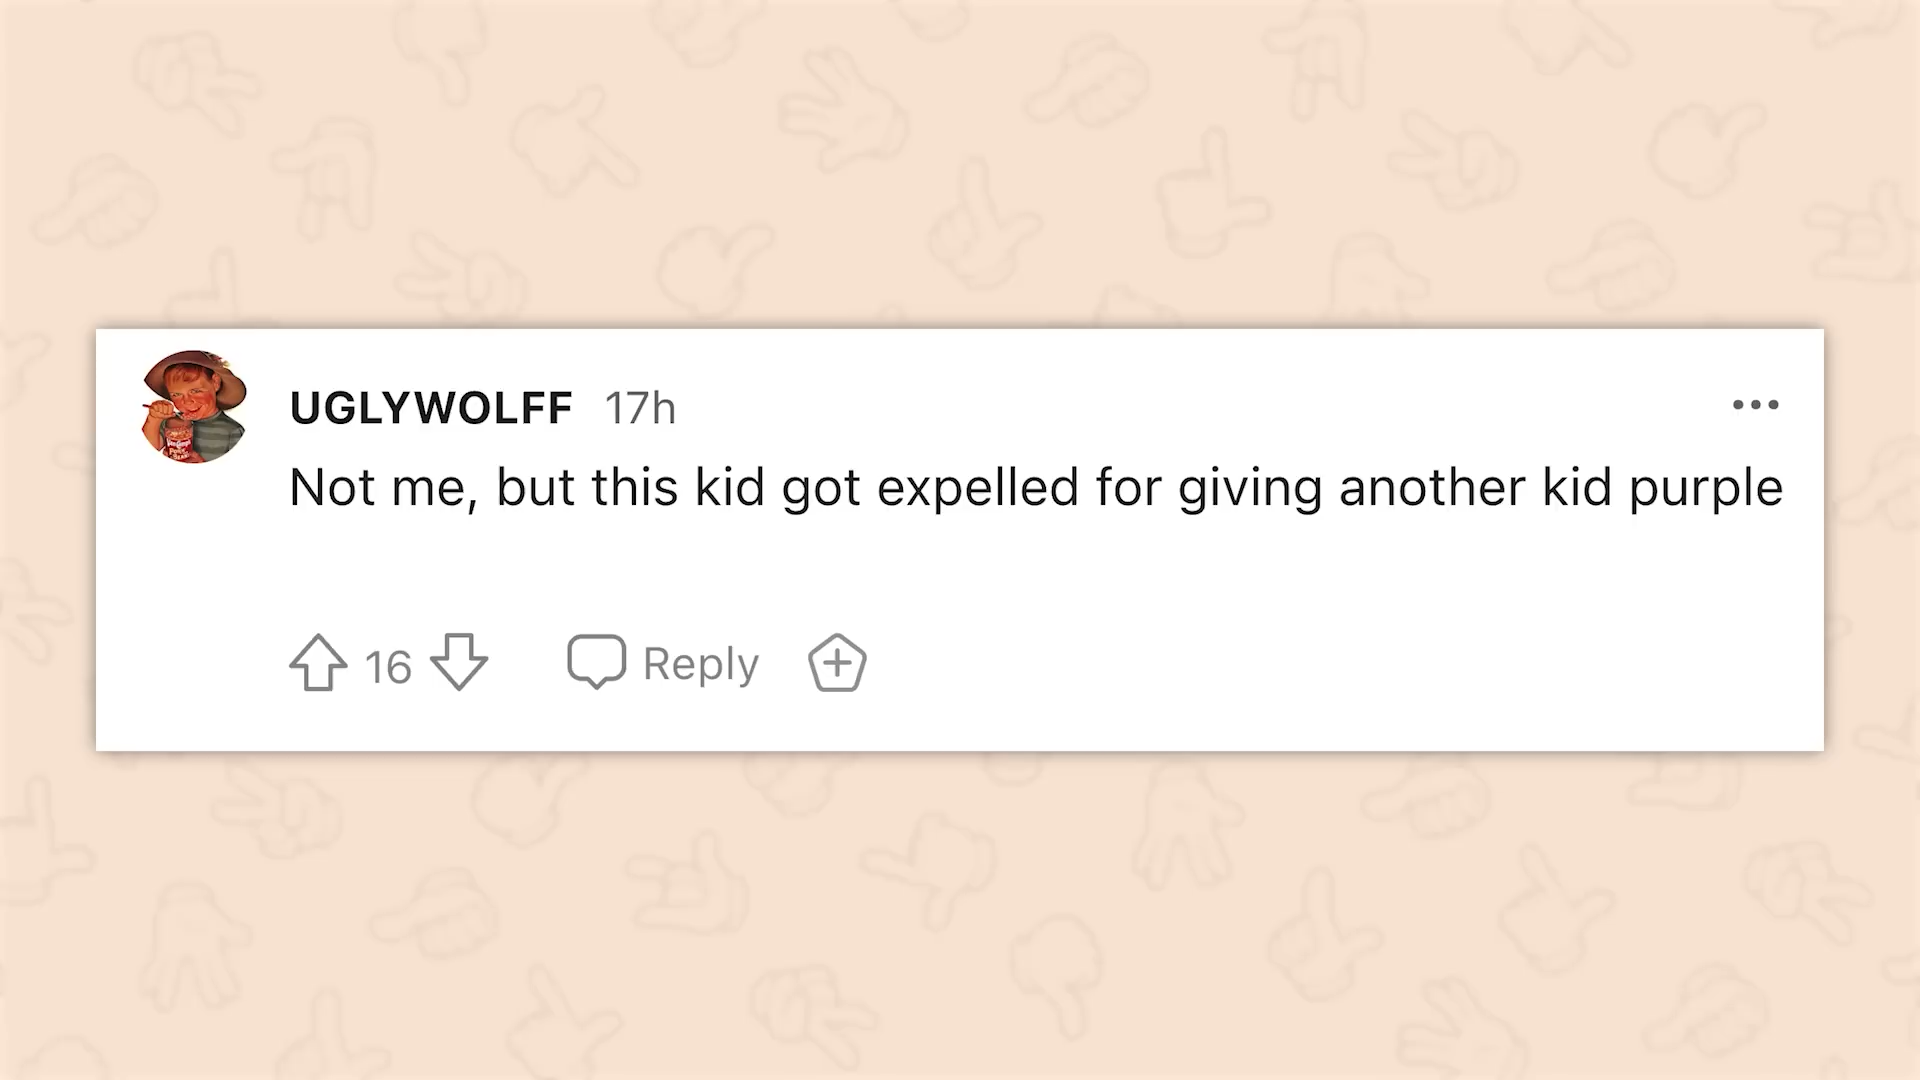 UGLYWOLFF 17h
Not me, but this kid got expelled for giving another kid purple
16 Reply